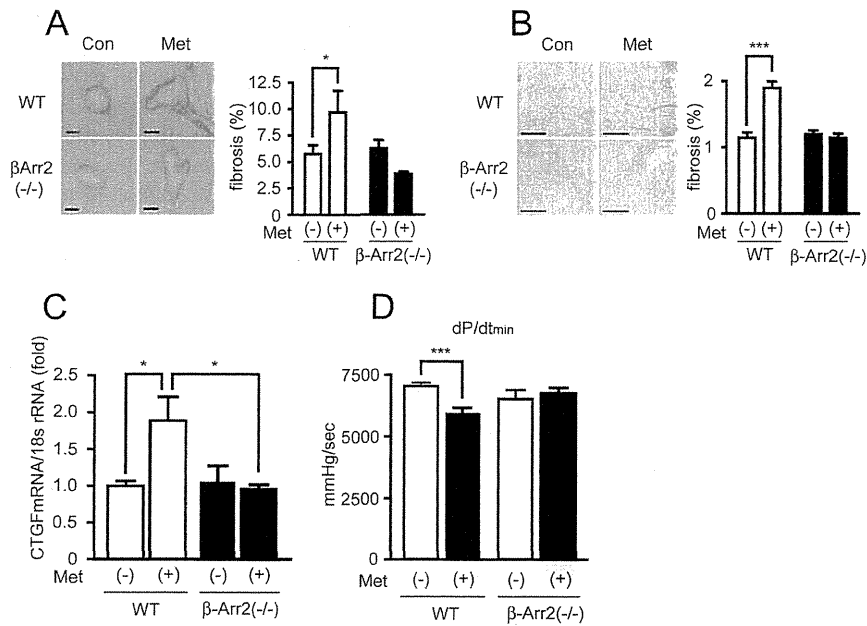 A
Con Met
WT
βArr2
(-/-)
*
fibrosis (%)
12.5
10.0
7.5
5.0
2.5
0
Met (-) (+) (-) (+)
WT β-Arr2(-/-)
B
Con Met
WT
β-Arr2
(-/-)
***
fibrosis (%)
2
1
0
Met (-) (+) (-) (+)
WT β-Arr2(-/-)
C
* *
CTGFmRNA/18s rRNA (fold)
2.5
2.0
1.5
1.0
0.5
0
Met (-) (+) (-) (+)
WT β-Arr2(-/-)
D
dP/dtmin
***
mmHg/sec
7500
5000
2500
0
Met (-) (+) (-) (+)
WT β-Arr2(-/-)